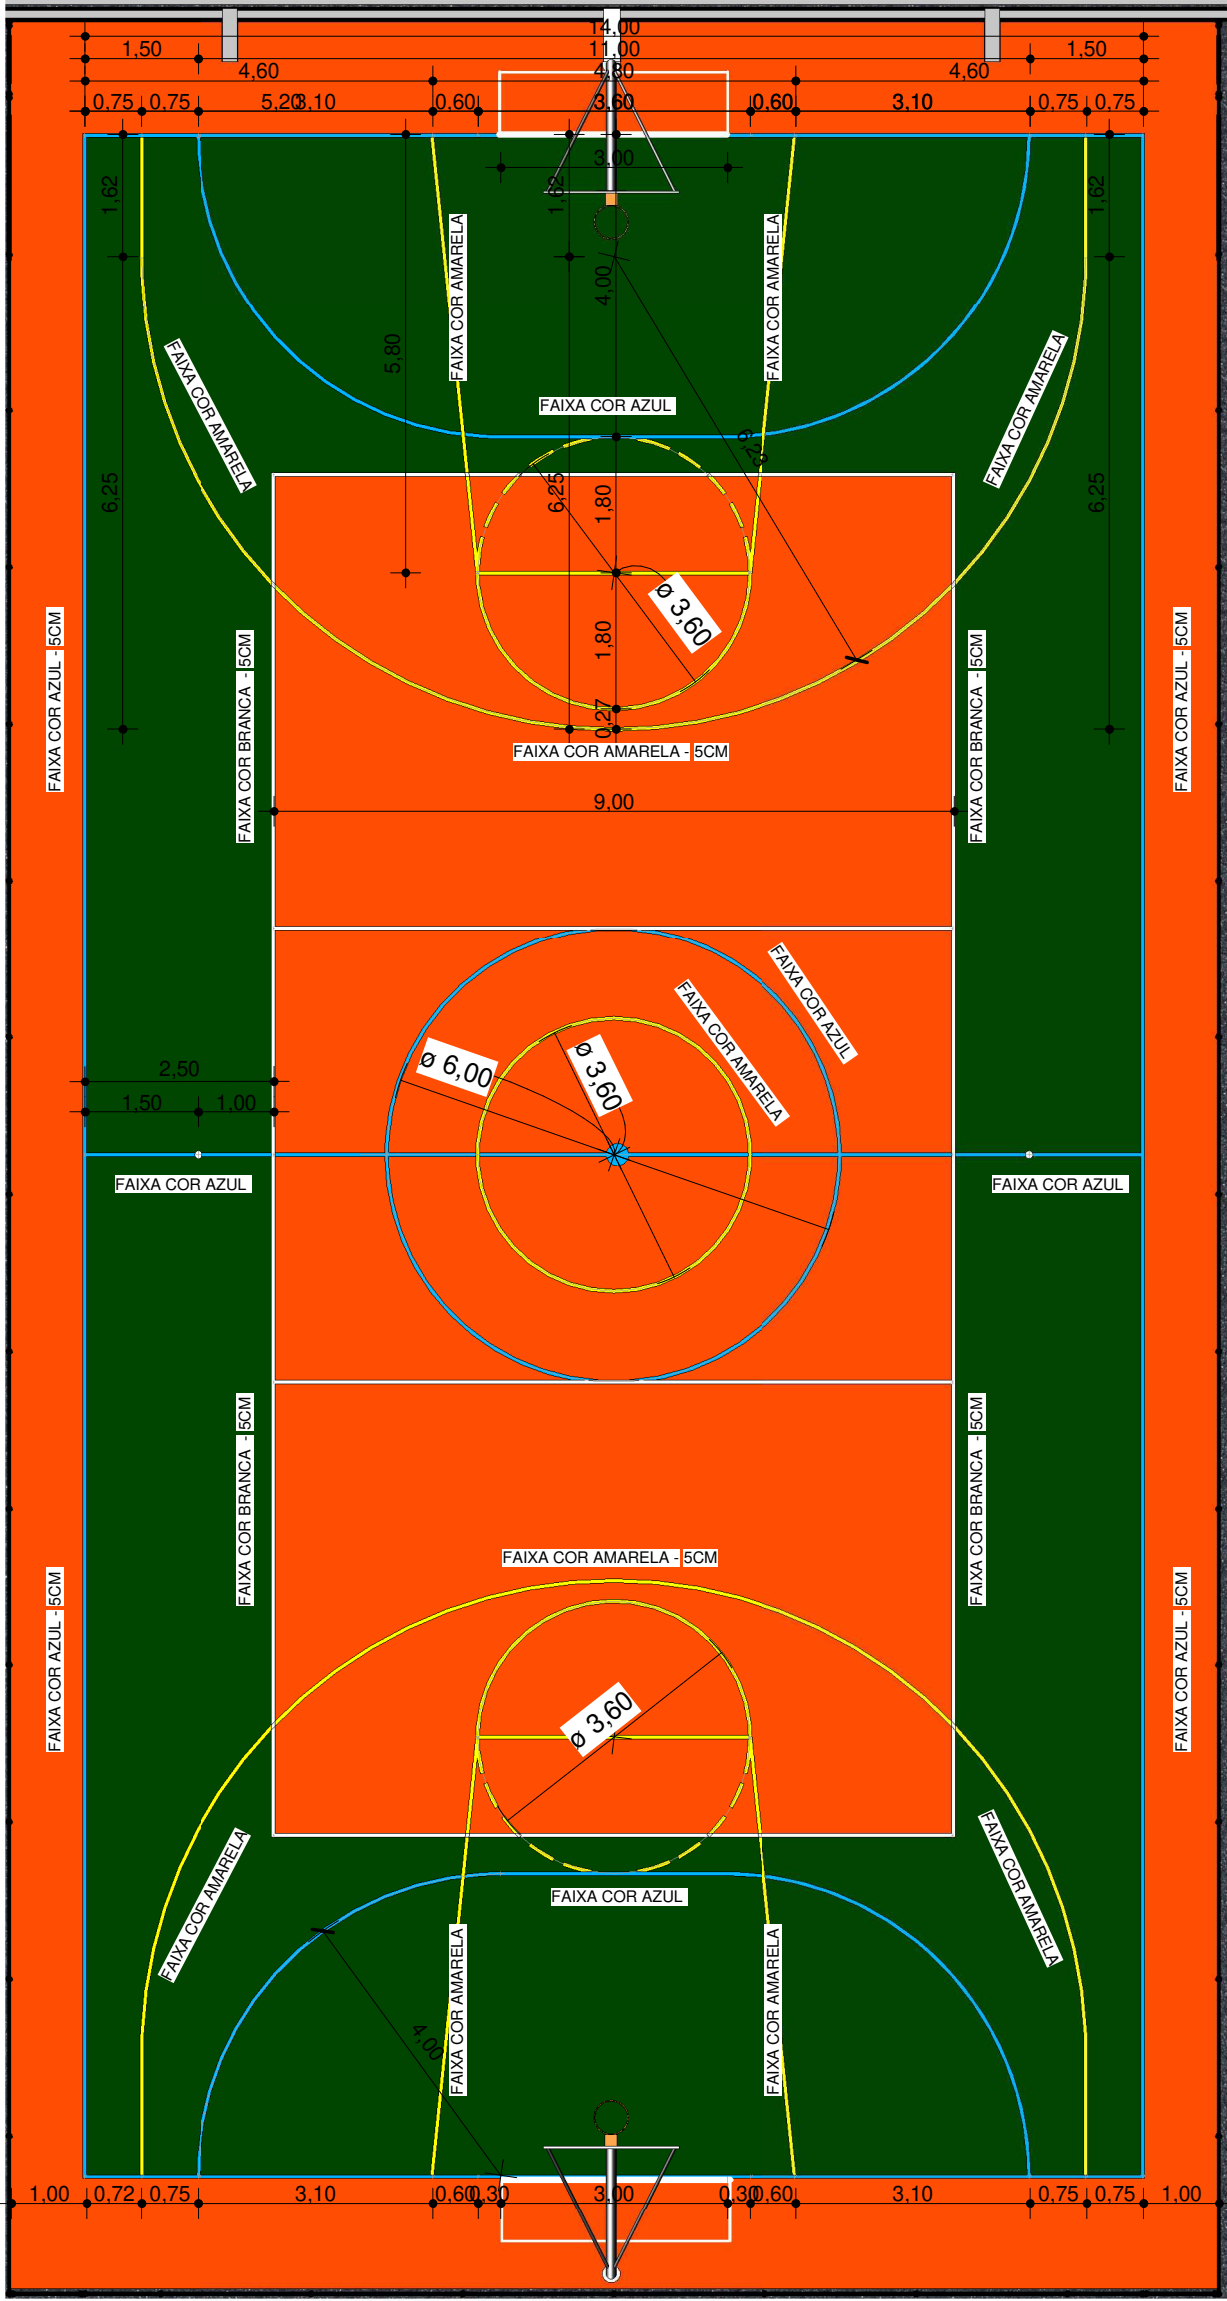 14,00
1,50
11,00
1,50
4,60
4,80
4,60
0,75
0,75
5,20
3,10
0,60
3,60
0,60
3,10
0,75
0,75
3,00
1,62
1,62
1,62
FAIXA COR AMARELA
FAIXA COR AMARELA
4,00
5,80
FAIXA COR AMARELA
FAIXA COR AMARELA
FAIXA COR AZUL
6,25
6,25
1,80
6,25
ø 3,60
1,80
FAIXA COR AZUL - 5CM
FAIXA COR BRANCA - 5CM
FAIXA COR BRANCA - 5CM
FAIXA COR AZUL - 5CM
0,27
FAIXA COR AMARELA - 5CM
9,00
FAIXA COR AZUL
FAIXA COR AMARELA
ø 6,00
ø 3,60
2,50
1,50
1,00
FAIXA COR AZUL
FAIXA COR AZUL
FAIXA COR BRANCA - 5CM
FAIXA COR BRANCA - 5CM
FAIXA COR AMARELA - 5CM
FAIXA COR AZUL - 5CM
FAIXA COR AZUL - 5CM
ø 3,60
FAIXA COR AMARELA
FAIXA COR AMARELA
FAIXA COR AZUL
FAIXA COR AMARELA
FAIXA COR AMARELA
4,00
1,00
0,72
0,75
3,10
0,60
0,30
3,00
0,30
0,60
3,10
0,75
0,75
1,00